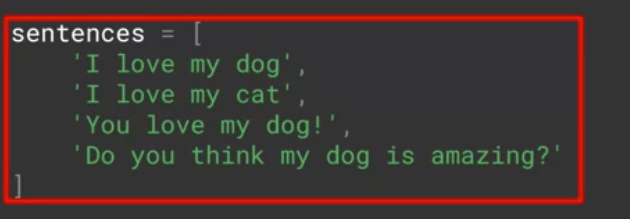 sentences = [
    'I love my dog',
    'I love my cat',
    'You love my dog!',
    'Do you think my dog is amazing?'
]